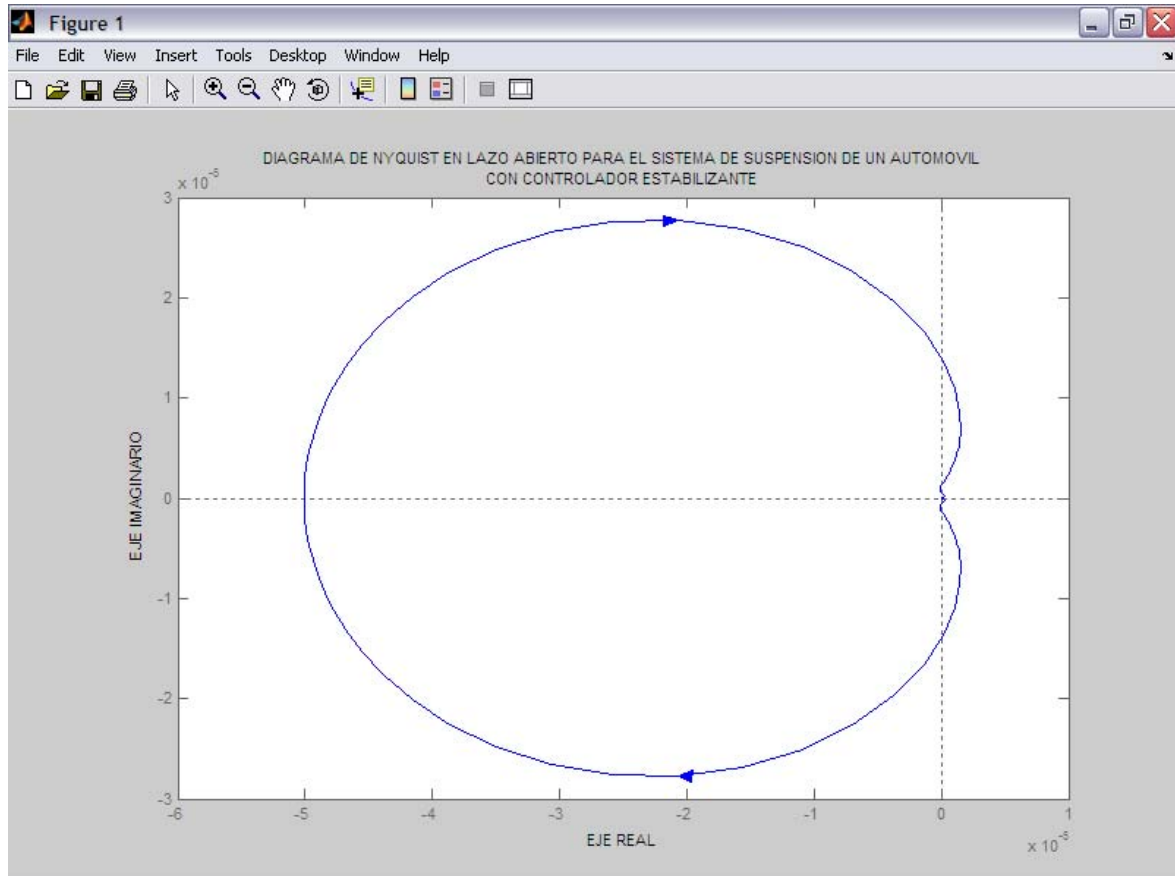 Figure 1
File Edit View Insert Tools Desktop Window Help
DIAGRAMA DE NYQUIST EN LAZO ABIERTO PARA EL SISTEMA DE SUSPENSION DE UN AUTOMOVIL
CON CONTROLADOR ESTABILIZANTE
x 10^-5
3
2
1
0
-1
-2
-3
EJE IMAGINARIO
-6 -5 -4 -3 -2 -1 0 1
EJE REAL
x 10^-5